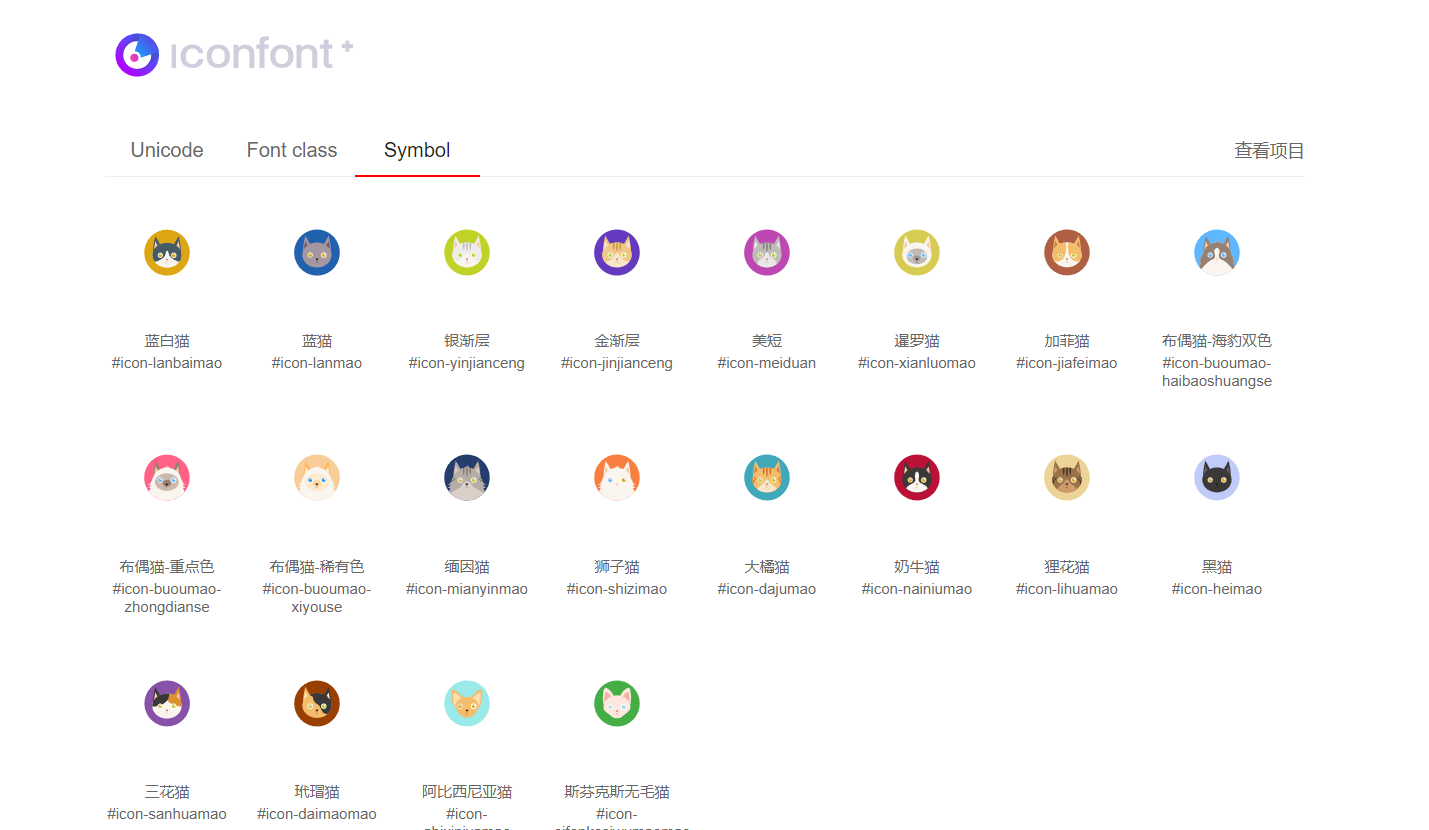 iconfont+
Unicode Font class Symbol 查看项目
蓝白猫 蓝猫 银渐层 金渐层 美短 暹罗猫 加菲猫 布偶猫-海豹双色
#icon-lanbaimao #icon-lanmao #icon-yinjianceng #icon-jinjianceng #icon-meiduan #icon-xianluomao #icon-jiafeimao #icon-buoumao-
haibaoshuangse
布偶猫-重点色 布偶猫-稀有色 缅因猫 狮子猫 大橘猫 奶牛猫 狸花猫 黑猫
#icon-buoumao- #icon-buoumao- #icon-mianyinmao #icon-shizimao #icon-dajumao #icon-nainiumao #icon-lihuamao #icon-heimao
zhongdianse xiyouse
三花猫 玳瑁猫 阿比西尼亚猫 斯芬克斯无毛猫
#icon-sanhuamao #icon-daimaomao #icon- #icon-